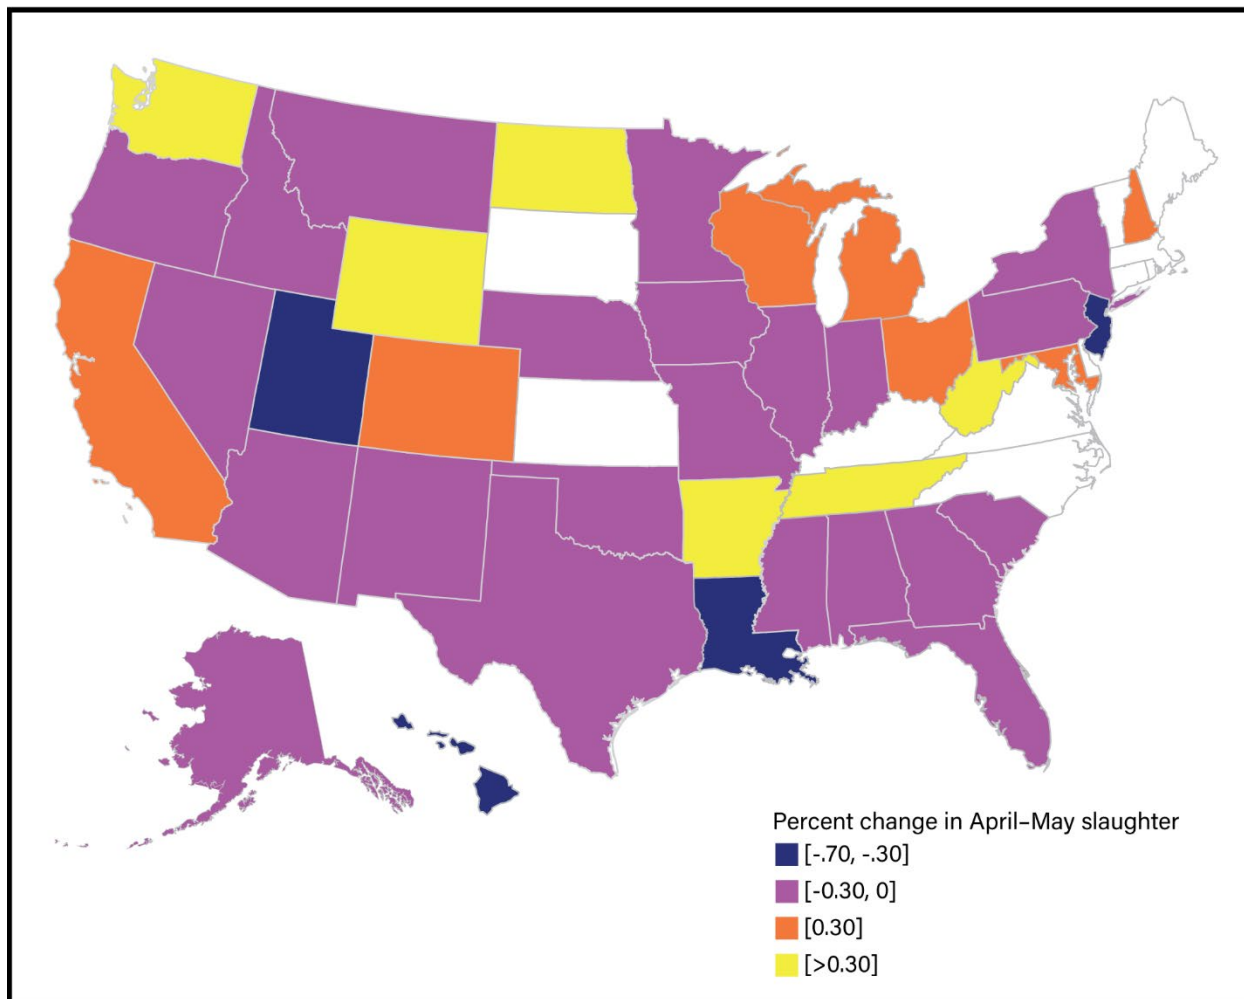 Percent change in April–May slaughter
[-.70, -.30]
[-0.30, 0]
[0.30]
[>0.30]